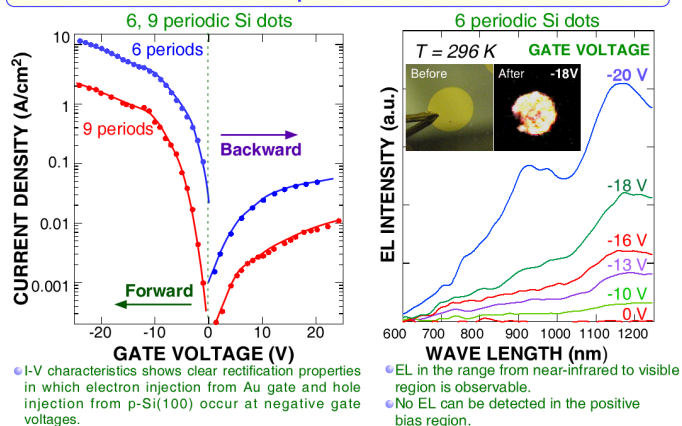 6, 9 periodic Si dots
CURRENT DENSITY (A/cm²)
10
1
0.1
0.01
0.001
6 periods
9 periods
Backward
Forward
-20
-10
0
10
20
GATE VOLTAGE (V)
I-V characteristics shows clear rectification properties
in which electron injection from Au gate and hole
injection from p-Si(100) occur at negative gate
voltages.
6 periodic Si dots
EL INTENSITY (a.u.)
T = 296 K
GATE VOLTAGE
Before
After
-18V
-20 V
-18 V
-16 V
-13 V
-10 V
0 V
600
700
800
900
1000
1100
1200
WAVE LENGTH (nm)
EL in the range from near-infrared to visible
region is observable.
No EL can be detected in the positive
bias region.